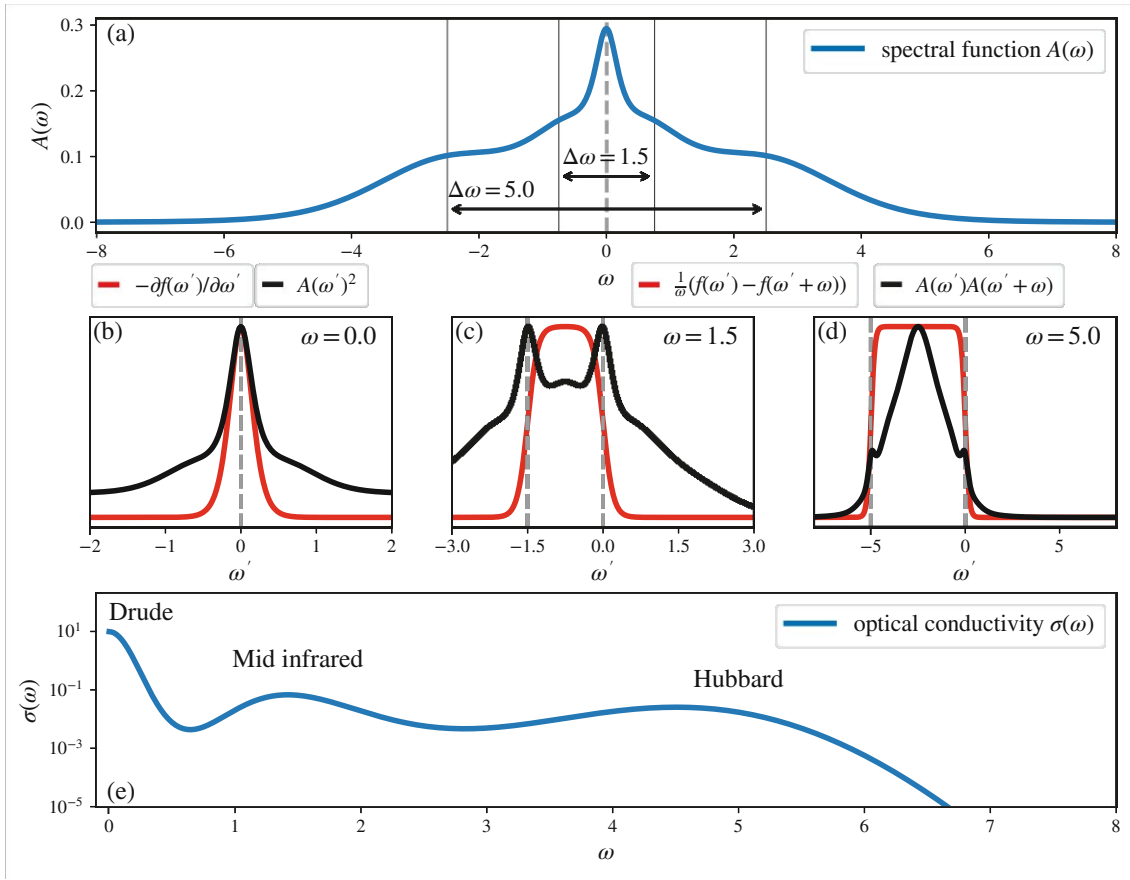 (a)
spectral function A(ω)
A(ω)
0.3
0.2
0.1
0.0
Δω = 1.5
Δω = 5.0
−8 −6 −4 −2 0 2 4 6 8
ω
−∂f(ω′)/∂ω′ A(ω′)²
1/ω (f(ω′) − f(ω′ + ω)) A(ω′)A(ω′ + ω)
(b) ω = 0.0
−2 −1 0 1 2
ω′
(c) ω = 1.5
−3.0 −1.5 0.0 1.5 3.0
ω′
(d) ω = 5.0
−5 0 5
ω′
Drude
optical conductivity σ(ω)
Mid infrared
Hubbard
σ(ω)
10¹
10⁻¹
10⁻³
10⁻⁵
(e)
0 1 2 3 4 5 6 7 8
ω